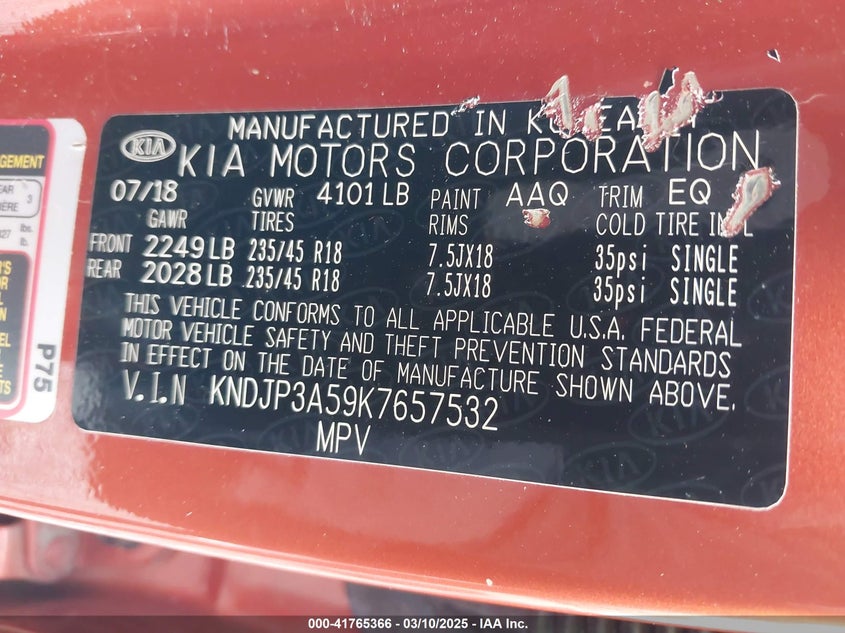 MANUFACTURED IN KOREA
KIA KIA MOTORS CORPORATION
07/18 GVWR 4101 LB PAINT AAQ TRIM EQ
GAWR TIRES RIMS COLD TIRE
FRONT 2249 LB 235/45 R18 7.5JX18 35psi SINGLE
REAR 2028 LB 235/45 R18 7.5JX18 35psi SINGLE
THIS VEHICLE CONFORMS TO ALL APPLICABLE U.S.A. FEDERAL
MOTOR VEHICLE SAFETY AND THEFT PREVENTION STANDARDS
IN EFFECT ON THE DATE OF MANUFACTURE SHOWN ABOVE.
V.I.N KNDJP3A59K7657532
MPV
P75
000-41765366 - 03/10/2025 - IAA Inc.